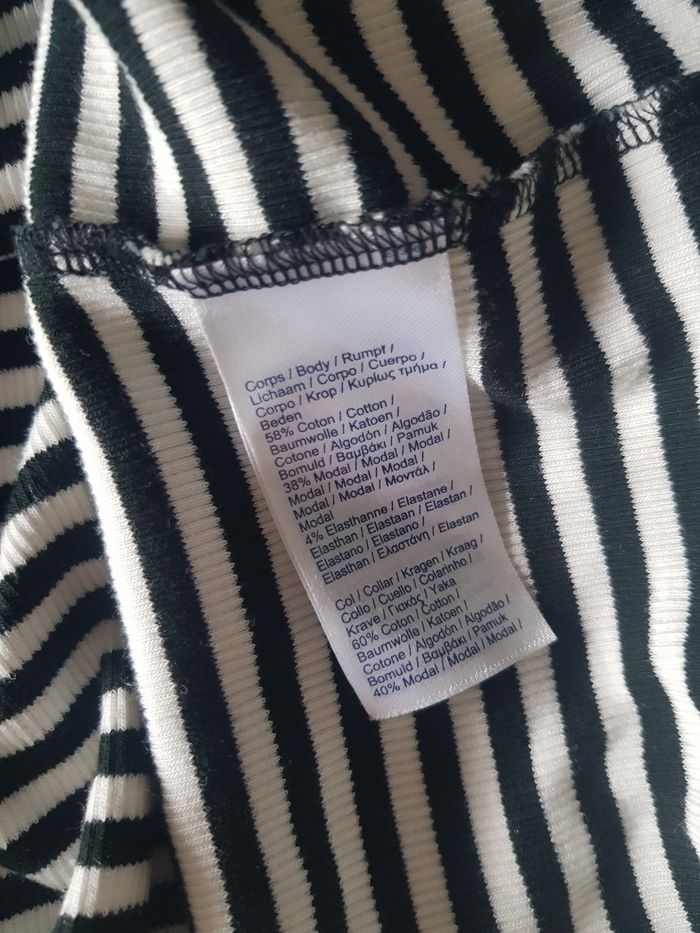 Corps / Body / Rumpf /
Lichaam / Corpo / Cuerpo /
Corpo / Krop / Κυρίως τμήμα /
Beden
58% Coton / Cotton /
Baumwolle / Katoen /
Cotone / Algodón / Algodão /
Bomuld / Βαμβάκι / Pamuk
38% Modal / Modal / Modal /
Modal / Modal / Modal /
Modal / Modal / Μοντάλ /
Modal
4% Elasthanne / Elastane /
Elasthan / Elastaan / Elastan /
Elastano / Elastano /
Elasthan / Ελαστάνη / Elastan
Col / Collar / Kragen / Kraag /
Collo / Cuello / Colarinho /
Krave / Γιακάς / Yaka
60% Coton / Cotton /
Baumwolle / Katoen /
Cotone / Algodón / Algodão /
Bomuld / Βαμβάκι / Pamuk
40% Modal / Modal / Modal /